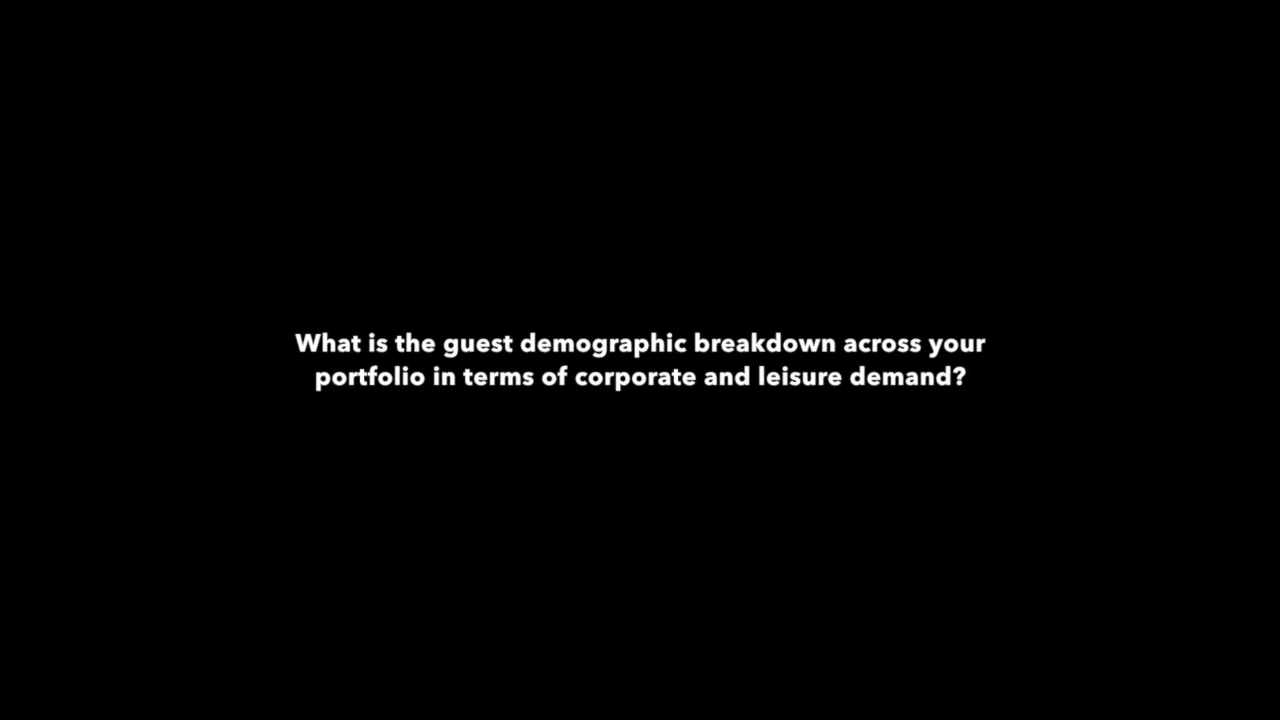 What is the guest demographic breakdown across your
portfolio in terms of corporate and leisure demand?